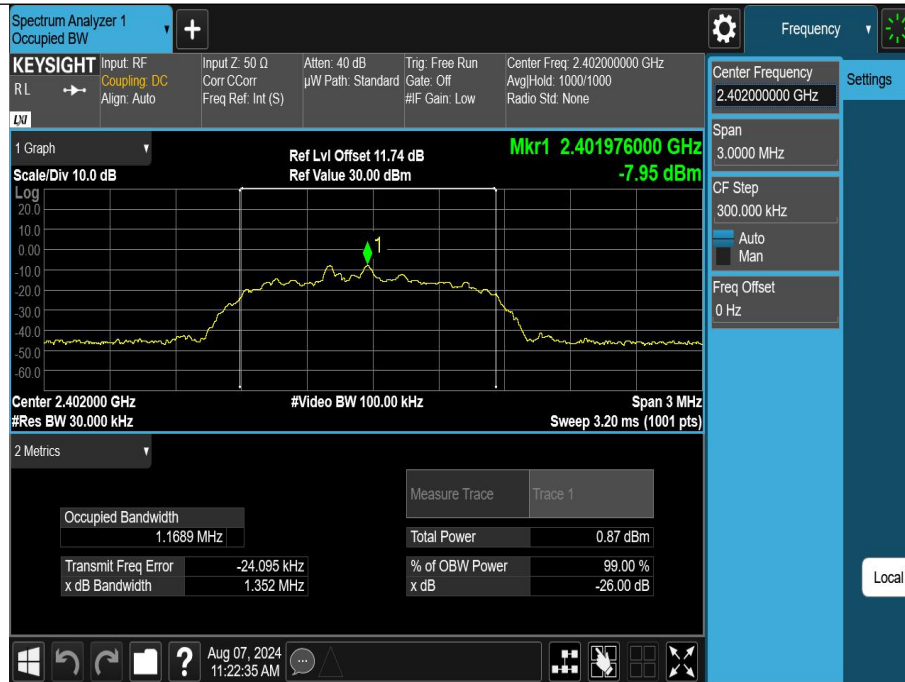 Spectrum Analyzer 1
Occupied BW
+
Frequency
KEYSIGHT
RL
LXI
Input: RF
Coupling: DC
Align: Auto
Input Z: 50 Ω
Corr CCorr
Freq Ref: Int (S)
Atten: 40 dB
µW Path: Standard
Trig: Free Run
Gate: Off
#IF Gain: Low
Center Freq: 2.402000000 GHz
Avg|Hold: 1000/1000
Radio Std: None
Center Frequency
2.402000000 GHz
Settings
Span
3.0000 MHz
CF Step
300.000 kHz
Auto
Man
Freq Offset
0 Hz
1 Graph
Scale/Div 10.0 dB
Ref Lvl Offset 11.74 dB
Ref Value 30.00 dBm
Mkr1 2.401976000 GHz
-7.95 dBm
Log
20.0
10.0
0.00
-10.0
-20.0
-30.0
-40.0
-50.0
-60.0
1
Center 2.402000 GHz
#Video BW 100.00 kHz
Span 3 MHz
#Res BW 30.000 kHz
Sweep 3.20 ms (1001 pts)
2 Metrics
Measure Trace Trace 1
Occupied Bandwidth
1.1689 MHz
Total Power 0.87 dBm
Transmit Freq Error -24.095 kHz
% of OBW Power 99.00 %
x dB Bandwidth 1.352 MHz
x dB -26.00 dB
Local
?
Aug 07, 2024
11:22:35 AM